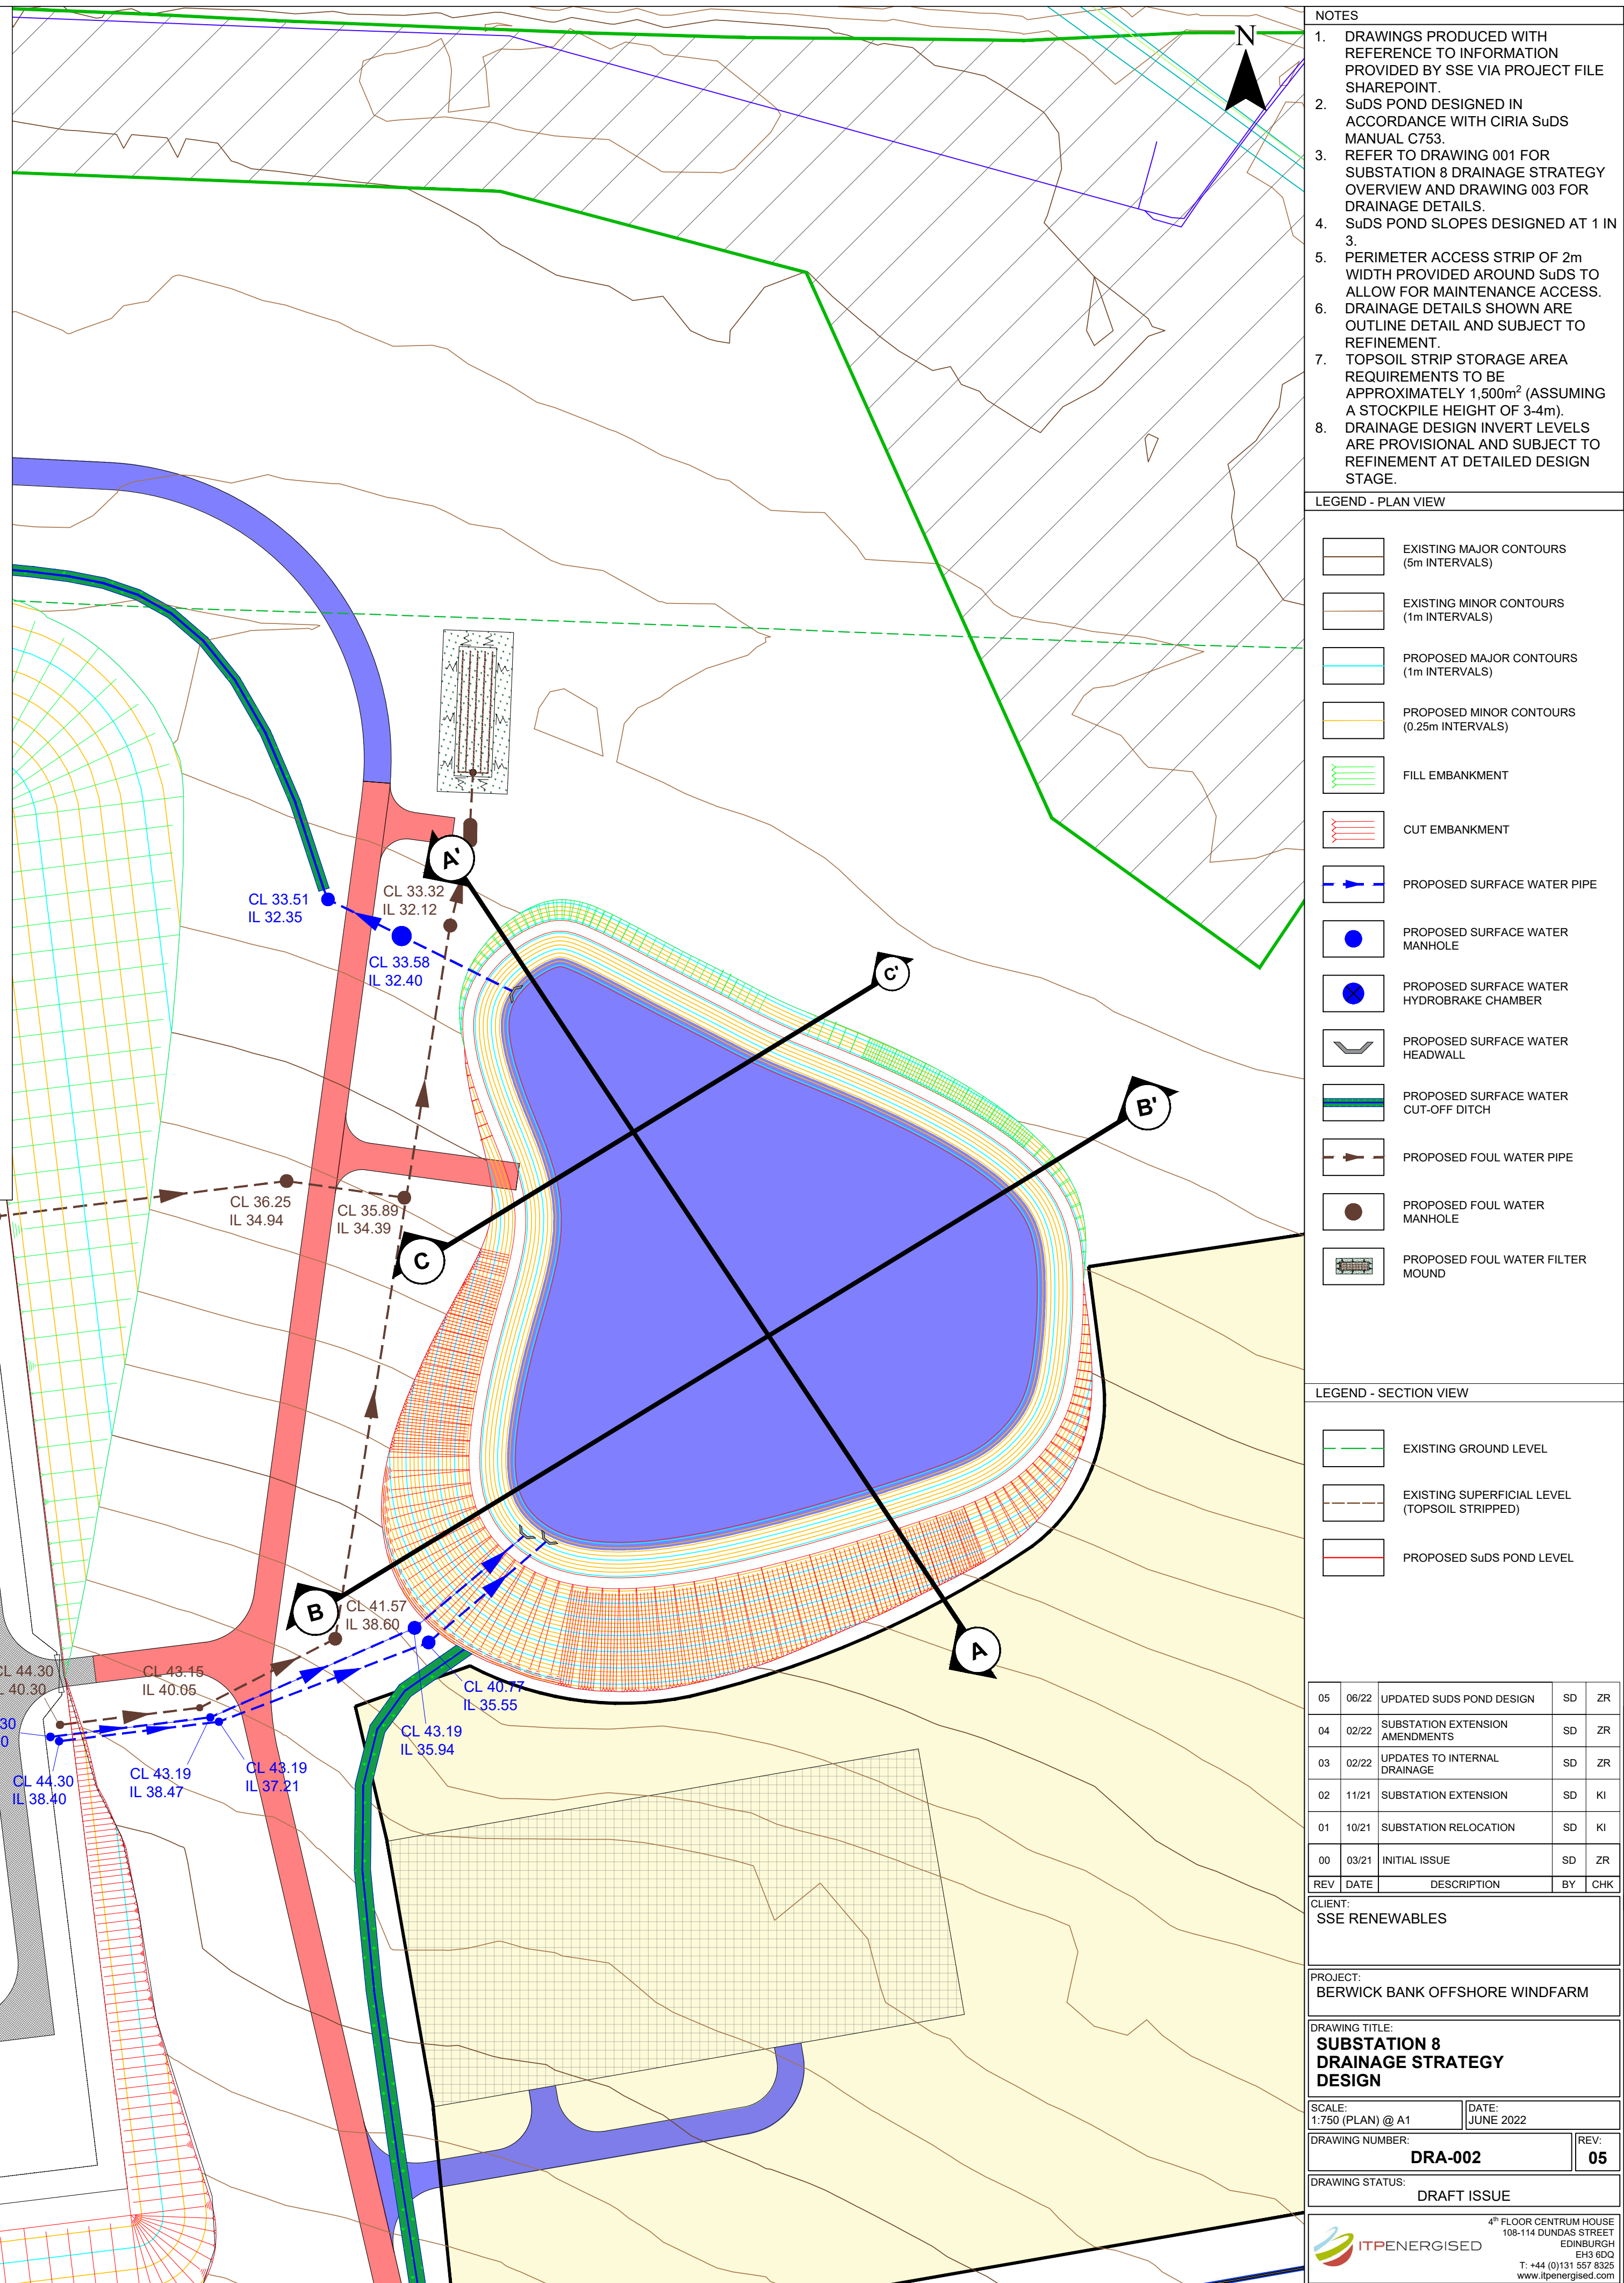 N
CL 33.51
IL 32.35
CL 33.32
IL 32.12
CL 33.58
IL 32.40
A'
C'
B'
CL 36.25
IL 34.94
CL 35.89
IL 34.39
C
B
A
CL 41.57
IL 38.60
CL 44.30
40.30
CL 43.15
IL 40.05
CL 40.77
IL 35.55
CL 43.19
IL 35.94
30
0
CL 44.30
IL 38.40
CL 43.19
IL 38.47
CL 43.19
IL 37.21
NOTES
1. DRAWINGS PRODUCED WITH
REFERENCE TO INFORMATION
PROVIDED BY SSE VIA PROJECT FILE
SHAREPOINT.
2. SuDS POND DESIGNED IN
ACCORDANCE WITH CIRIA SuDS
MANUAL C753.
3. REFER TO DRAWING 001 FOR
SUBSTATION 8 DRAINAGE STRATEGY
OVERVIEW AND DRAWING 003 FOR
DRAINAGE DETAILS.
4. SuDS POND SLOPES DESIGNED AT 1 IN
3.
5. PERIMETER ACCESS STRIP OF 2m
WIDTH PROVIDED AROUND SuDS TO
ALLOW FOR MAINTENANCE ACCESS.
6. DRAINAGE DETAILS SHOWN ARE
OUTLINE DETAIL AND SUBJECT TO
REFINEMENT.
7. TOPSOIL STRIP STORAGE AREA
REQUIREMENTS TO BE
APPROXIMATELY 1,500m² (ASSUMING
A STOCKPILE HEIGHT OF 3-4m).
8. DRAINAGE DESIGN INVERT LEVELS
ARE PROVISIONAL AND SUBJECT TO
REFINEMENT AT DETAILED DESIGN
STAGE.
LEGEND - PLAN VIEW
EXISTING MAJOR CONTOURS
(5m INTERVALS)
EXISTING MINOR CONTOURS
(1m INTERVALS)
PROPOSED MAJOR CONTOURS
(1m INTERVALS)
PROPOSED MINOR CONTOURS
(0.25m INTERVALS)
FILL EMBANKMENT
CUT EMBANKMENT
PROPOSED SURFACE WATER PIPE
PROPOSED SURFACE WATER
MANHOLE
PROPOSED SURFACE WATER
HYDROBRAKE CHAMBER
PROPOSED SURFACE WATER
HEADWALL
PROPOSED SURFACE WATER
CUT-OFF DITCH
PROPOSED FOUL WATER PIPE
PROPOSED FOUL WATER
MANHOLE
PROPOSED FOUL WATER FILTER
MOUND
LEGEND - SECTION VIEW
EXISTING GROUND LEVEL
EXISTING SUPERFICIAL LEVEL
(TOPSOIL STRIPPED)
PROPOSED SuDS POND LEVEL
05 06/22 UPDATED SUDS POND DESIGN SD ZR
04 02/22 SUBSTATION EXTENSION
AMENDMENTS SD ZR
03 02/22 UPDATES TO INTERNAL
DRAINAGE SD ZR
02 11/21 SUBSTATION EXTENSION SD KI
01 10/21 SUBSTATION RELOCATION SD KI
00 03/21 INITIAL ISSUE SD ZR
REV DATE DESCRIPTION BY CHK
CLIENT:
SSE RENEWABLES
PROJECT:
BERWICK BANK OFFSHORE WINDFARM
DRAWING TITLE:
SUBSTATION 8
DRAINAGE STRATEGY
DESIGN
SCALE:
1:750 (PLAN) @ A1
DATE:
JUNE 2022
DRAWING NUMBER:
DRA-002
REV:
05
DRAWING STATUS:
DRAFT ISSUE
ITPENERGISED
4th FLOOR CENTRUM HOUSE
108-114 DUNDAS STREET
EDINBURGH
EH3 6DQ
T: +44 (0)131 557 8325
www.itpenergised.com